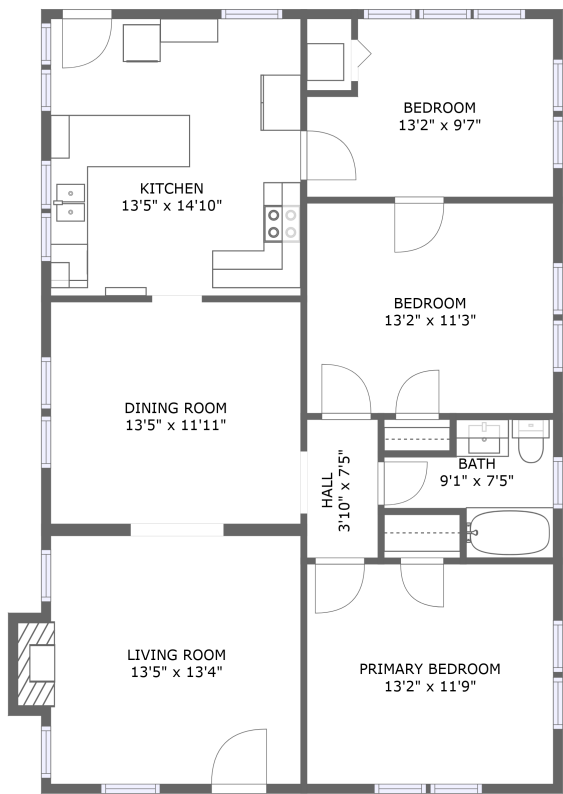 BEDROOM
13'2" x 9'7"
KITCHEN
13'5" x 14'10"
BEDROOM
13'2" x 11'3"
DINING ROOM
13'5" x 11'11"
HALL
3'10" x 7'5"
BATH
9'1" x 7'5"
LIVING ROOM
13'5" x 13'4"
PRIMARY BEDROOM
13'2" x 11'9"